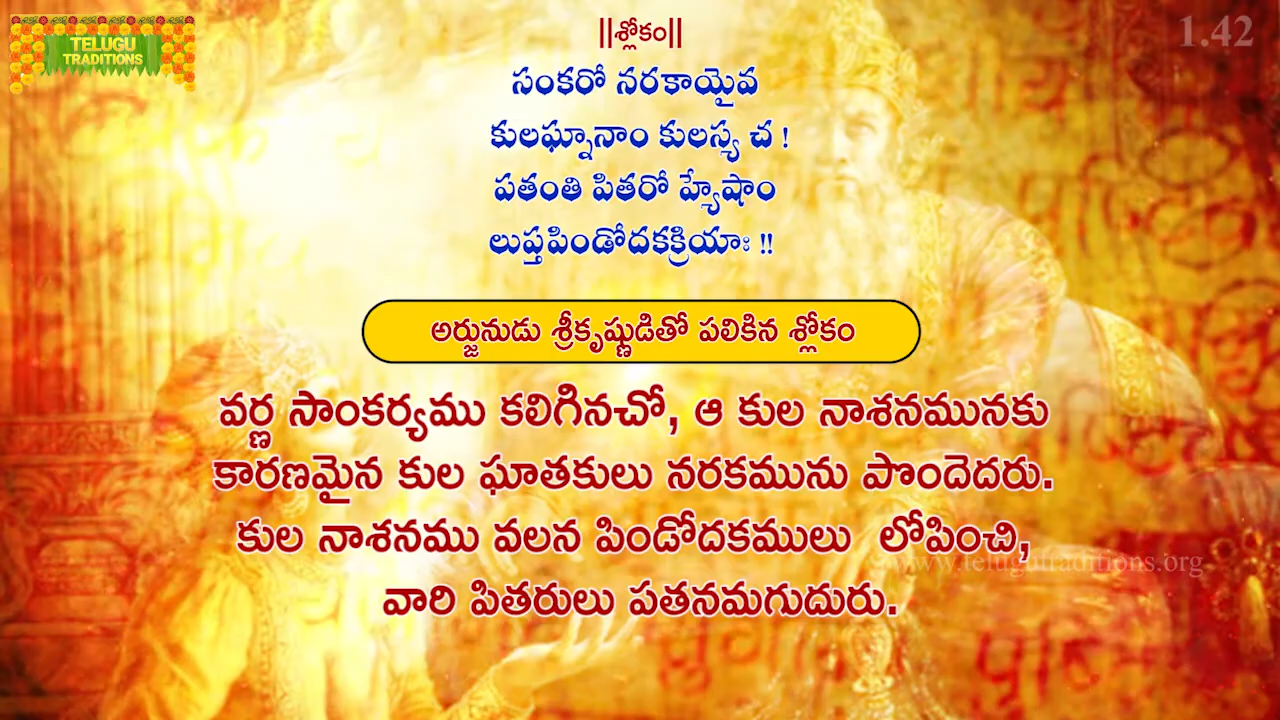 TELUGU
TRADITIONS
1.42
||శ్లోకం||
సంకరో నరకాయైవ
కులఘ్నానాం కులస్య చ !
పతంతి పితరో హ్యేషాం
లుప్తపిండోదకక్రియాః !!
అర్జునుడు శ్రీకృష్ణుడితో పలికిన శ్లోకం
వర్ణ సాంకర్యము కలిగినచో, ఆ కుల నాశనమునకు
కారణమైన కుల ఘాతకులు నరకమును పొందెదరు.
కుల నాశనము వలన పిండోదకములు లోపించి,
www.telugutraditions.org
వారి పితరులు పతనమగుదురు.